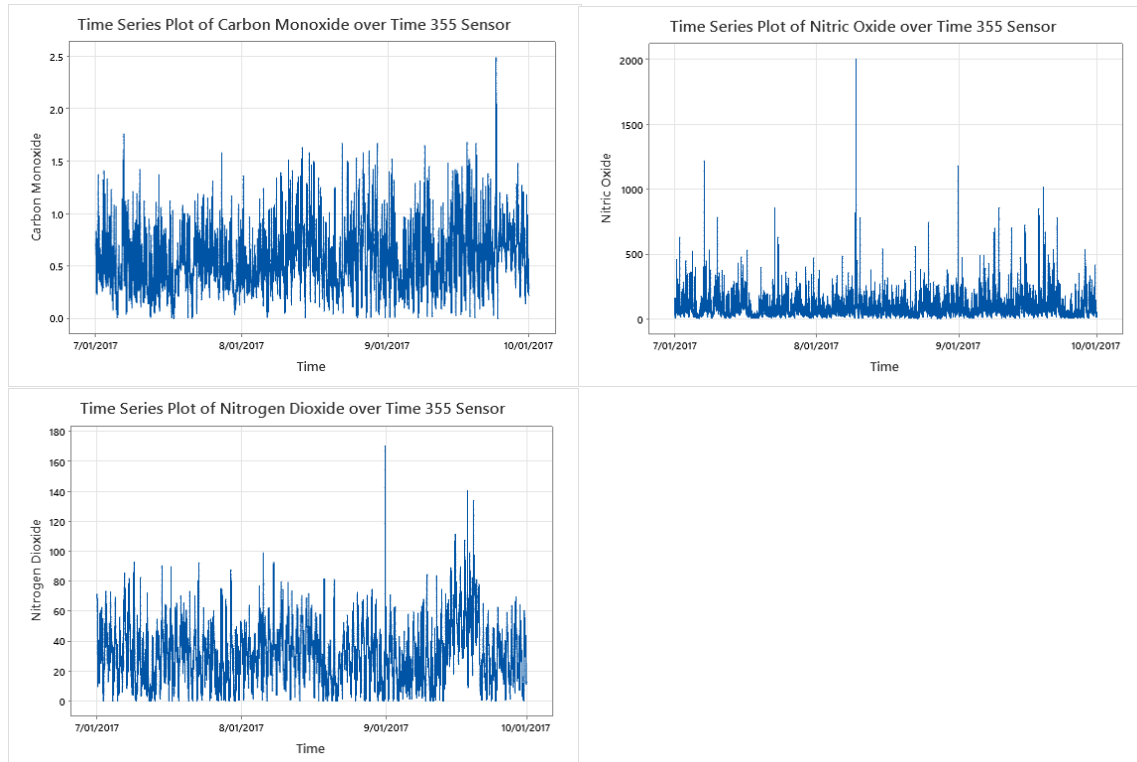 Time Series Plot of Carbon Monoxide over Time 355 Sensor
2.5
2.0
1.5
1.0
0.5
0.0
Carbon Monoxide
7/01/2017 8/01/2017 9/01/2017 10/01/2017
Time
Time Series Plot of Nitric Oxide over Time 355 Sensor
2000
1500
1000
500
0
Nitric Oxide
7/01/2017 8/01/2017 9/01/2017 10/01/2017
Time
Time Series Plot of Nitrogen Dioxide over Time 355 Sensor
180
160
140
120
100
80
60
40
20
0
Nitrogen Dioxide
7/01/2017 8/01/2017 9/01/2017 10/01/2017
Time